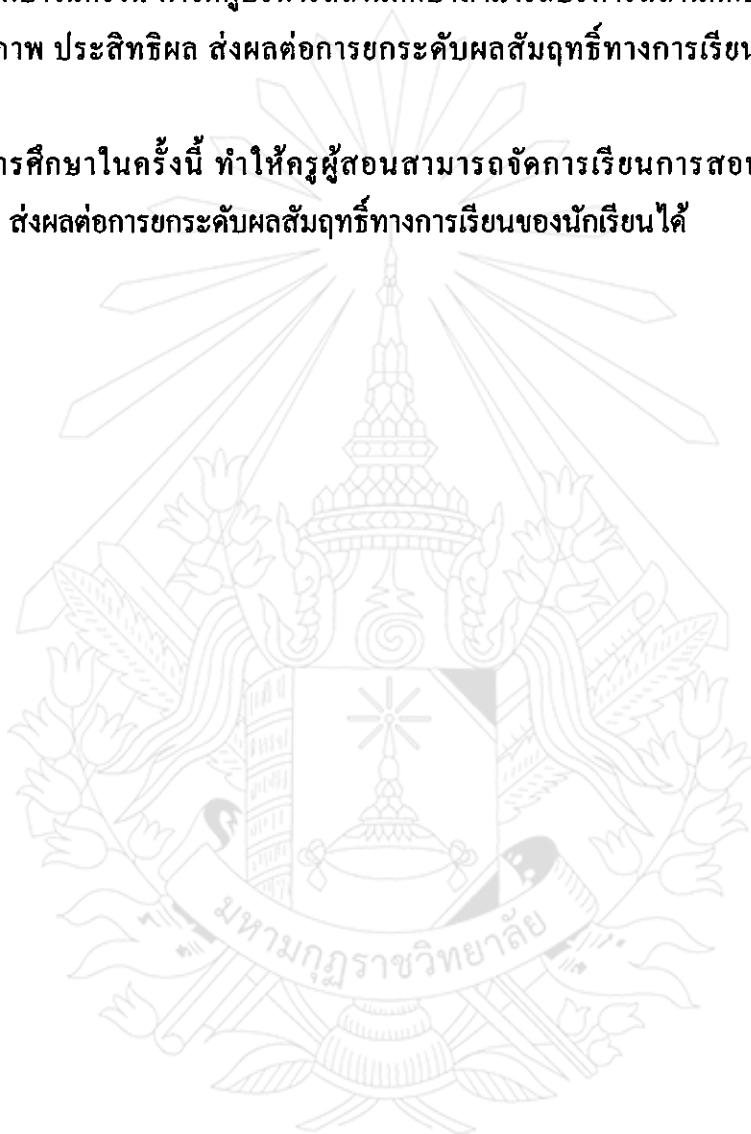 ภาพ ประสิทธิผล ส่งผลต่อการยกระดับผลสัมฤทธิ์ทางการเรียน
การศึกษาในครั้งนี้ ทำให้ครูผู้สอนสามารถจัดการเรียนการสอน
ส่งผลต่อการยกระดับผลสัมฤทธิ์ทางการเรียนของนักเรียนได้
มหามกุฏราชวิทยาลัย